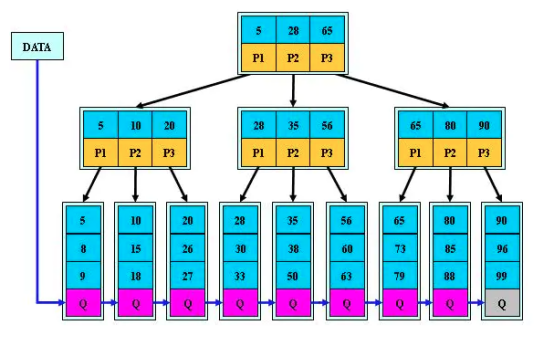 5 28 65
P1 P2 P3
DATA
5 10 20
P1 P2 P3
28 35 56
P1 P2 P3
65 80 90
P1 P2 P3
5 10 20 28 35 56 65 80 90
8 15 26 30 38 60 73 85 96
9 18 27 33 50 63 79 88 99
Q Q Q Q Q Q Q Q Q